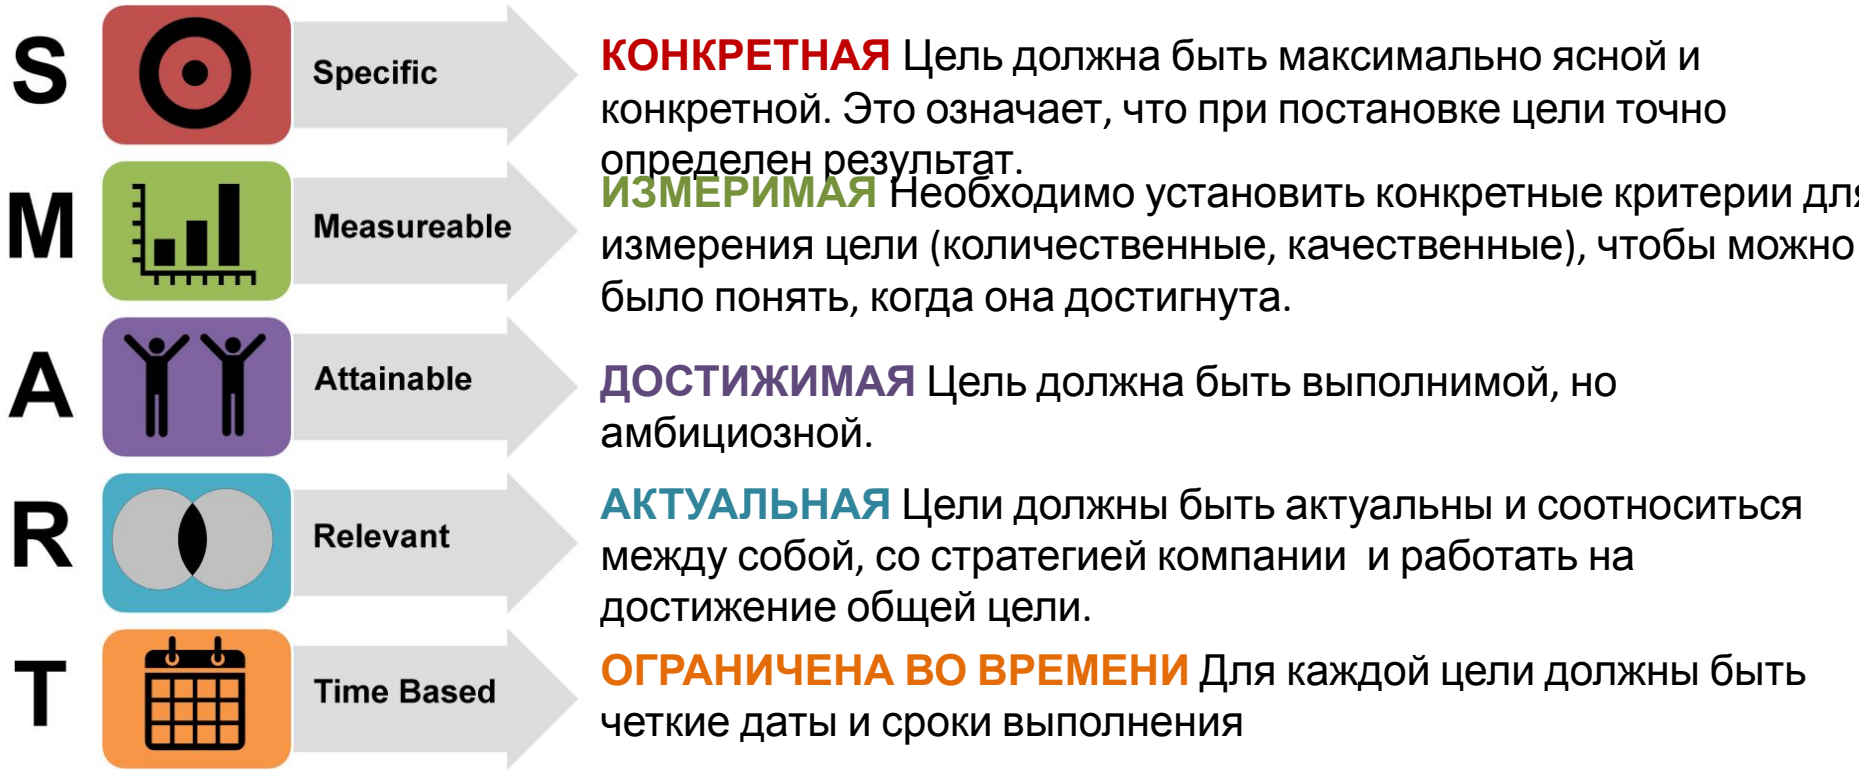 S
Specific
КОНКРЕТНАЯ Цель должна быть максимально ясной и
конкретной. Это означает, что при постановке цели точно
определен результат.
M
Measureable
ИЗМЕРИМАЯ Необходимо установить конкретные критерии для
измерения цели (количественные, качественные), чтобы можно
было понять, когда она достигнута.
A
Attainable
ДОСТИЖИМАЯ Цель должна быть выполнимой, но
амбициозной.
R
Relevant
АКТУАЛЬНАЯ Цели должны быть актуальны и соотноситься
между собой, со стратегией компании и работать на
достижение общей цели.
T
Time Based
ОГРАНИЧЕНА ВО ВРЕМЕНИ Для каждой цели должны быть
четкие даты и сроки выполнения